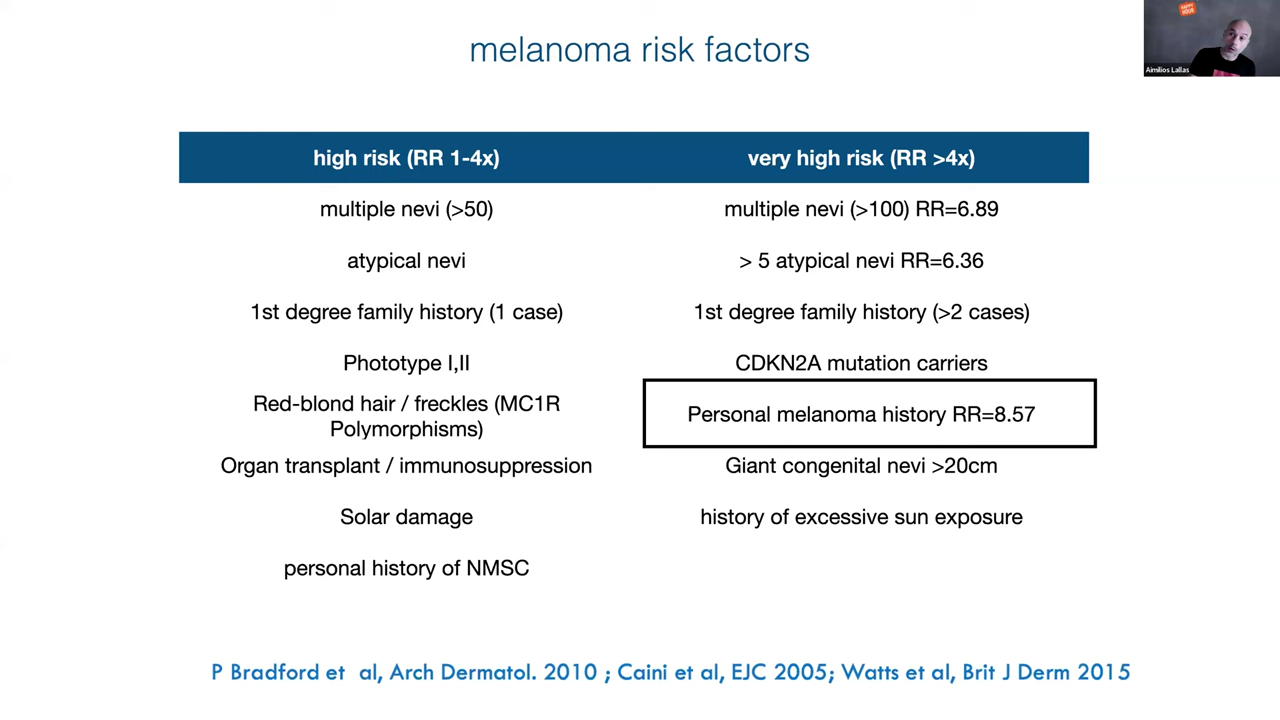 HAPPY HOUR
Aimilios Lallas
melanoma risk factors
high risk (RR 1-4x) very high risk (RR >4x)
multiple nevi (>50) multiple nevi (>100) RR=6.89
atypical nevi > 5 atypical nevi RR=6.36
1st degree family history (1 case) 1st degree family history (>2 cases)
Phototype I,II CDKN2A mutation carriers
Red-blond hair / freckles (MC1R
Polymorphisms) Personal melanoma history RR=8.57
Organ transplant / immunosuppression Giant congenital nevi >20cm
Solar damage history of excessive sun exposure
personal history of NMSC
P Bradford et al, Arch Dermatol. 2010 ; Caini et al, EJC 2005; Watts et al, Brit J Derm 2015